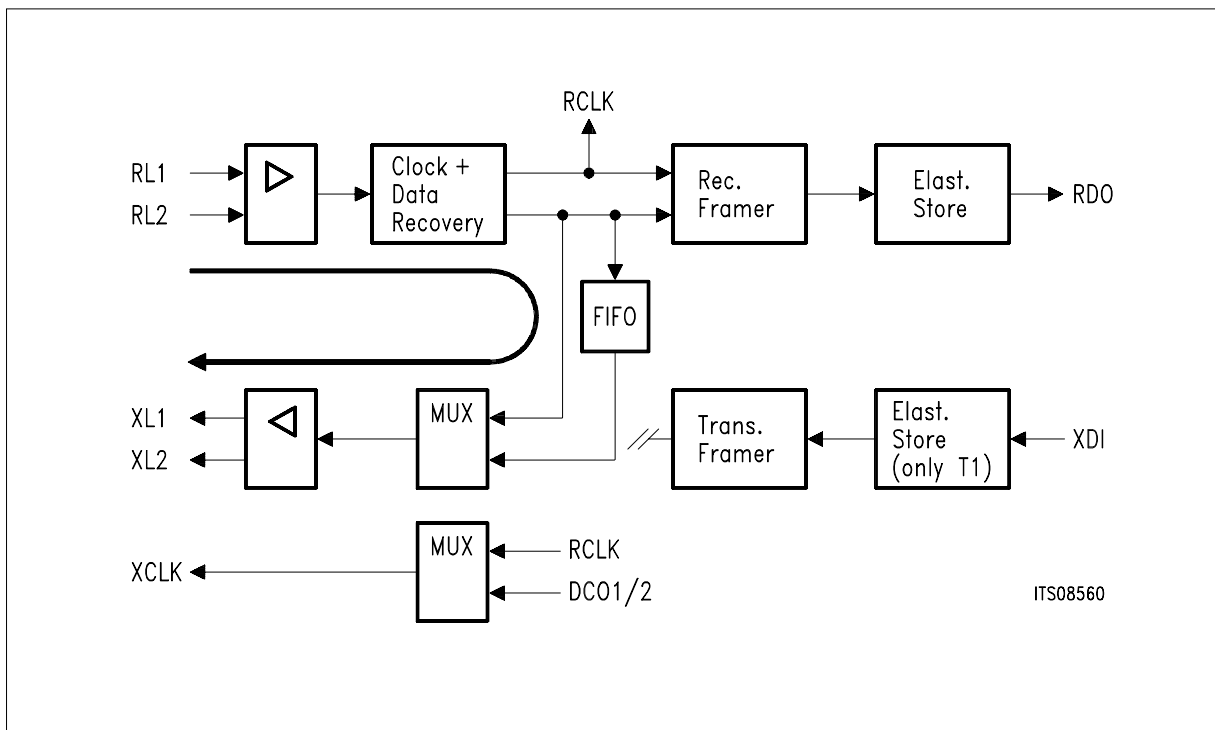 RCLK
RL1
RL2
Clock +
Data
Recovery
Rec.
Framer
Elast.
Store
RDO
FIFO
XL1
XL2
MUX
Trans.
Framer
Elast.
Store
(only T1)
XDI
XCLK
MUX
RCLK
DCO1/2
ITS08560